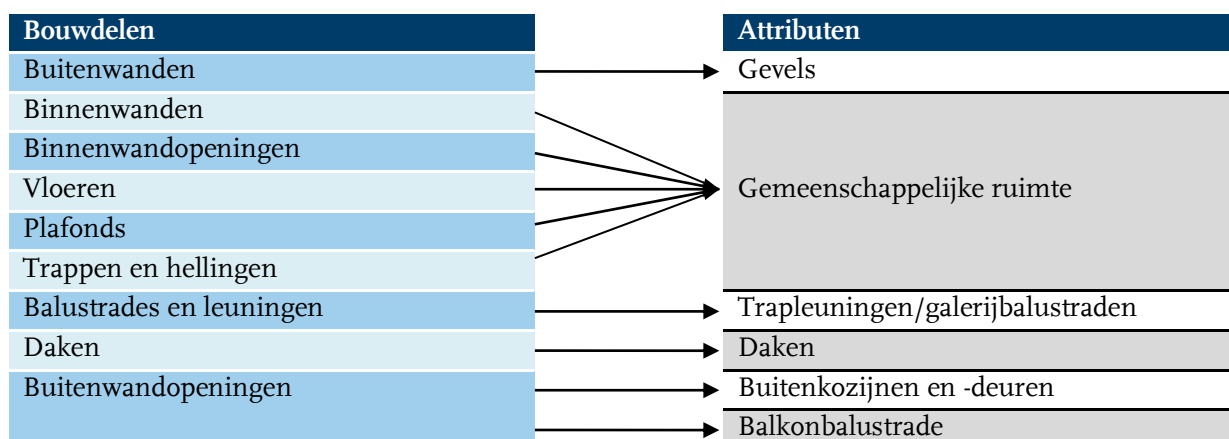 Bouwdelen
Attributen
Buitenwanden
Gevels
Binnenwanden
Binnenwandopeningen
Vloeren
Gemeenschappelijke ruimte
Plafonds
Trappen en hellingen
Balustrades en leuningen
Trapleuningen/galerijbalustraden
Daken
Daken
Buitenwandopeningen
Buitenkozijnen en -deuren
Balkonbalustrade